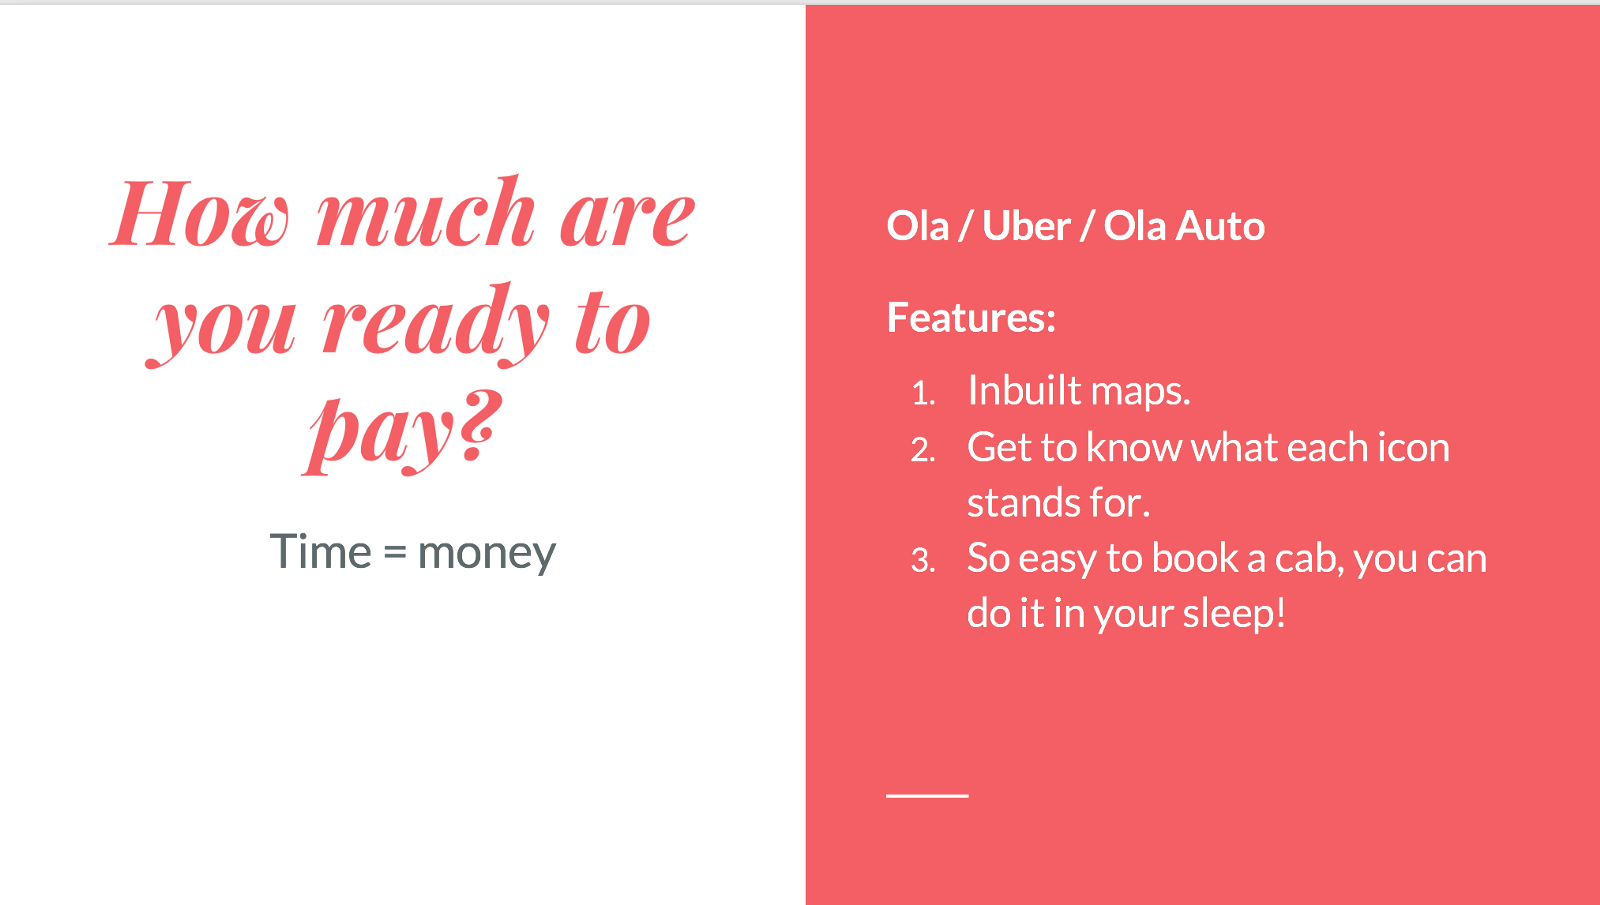 How much are
you ready to
pay?
Time = money
Ola / Uber / Ola Auto
Features:
1. Inbuilt maps.
2. Get to know what each icon
stands for.
3. So easy to book a cab, you can
do it in your sleep!